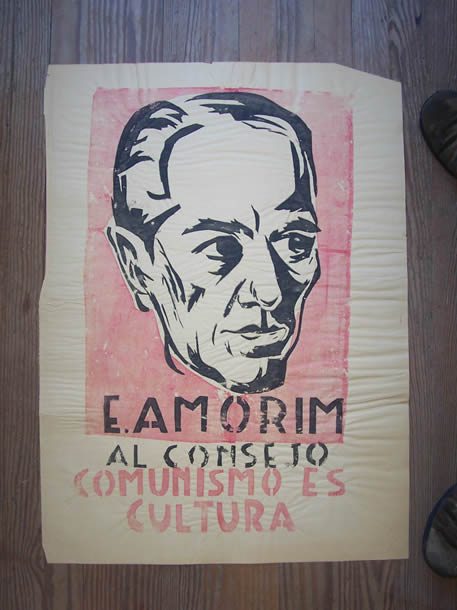 E. AMORIM
AL CONSEJO
COMUNISMO ES
CULTURA